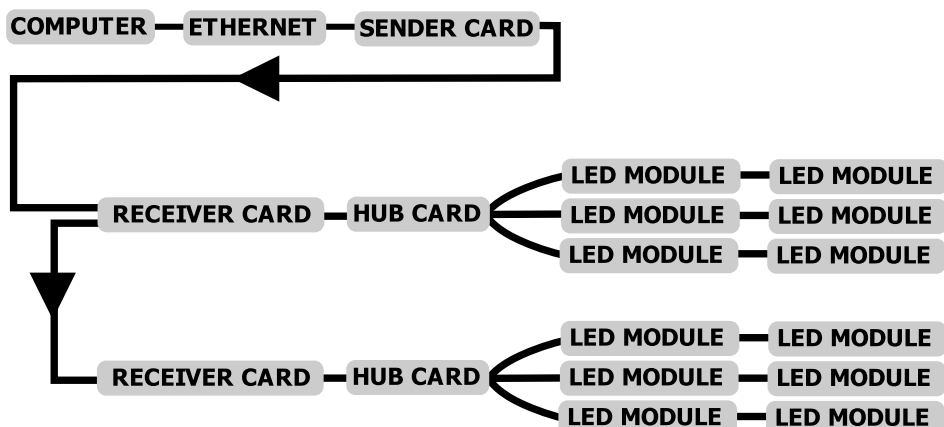 COMPUTER ETHERNET SENDER CARD
LED MODULE LED MODULE
RECEIVER CARD HUB CARD LED MODULE LED MODULE
LED MODULE LED MODULE
LED MODULE LED MODULE
RECEIVER CARD HUB CARD LED MODULE LED MODULE
LED MODULE LED MODULE